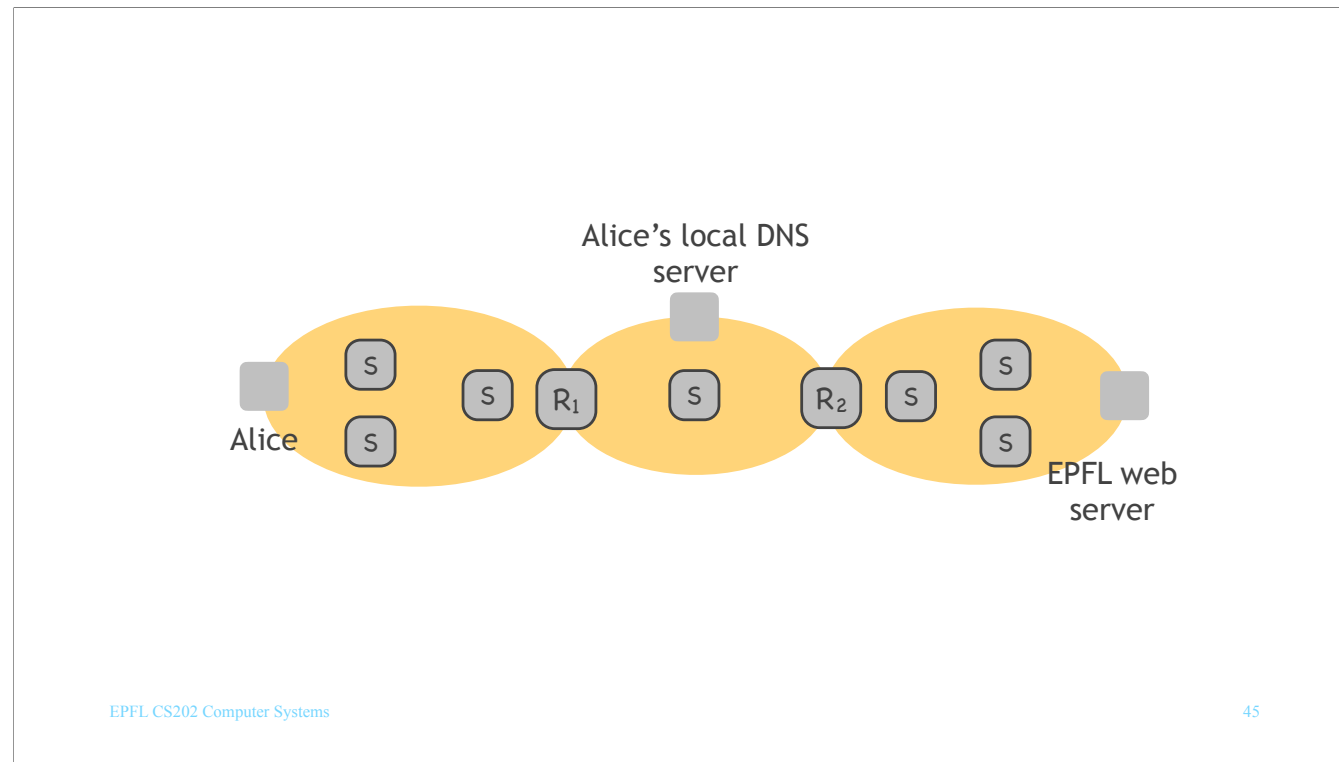 Alice's local DNS
server
S
S
S
R1
S
R2
S
S
S
Alice
EPFL web
server
EPFL CS202 Computer Systems
45